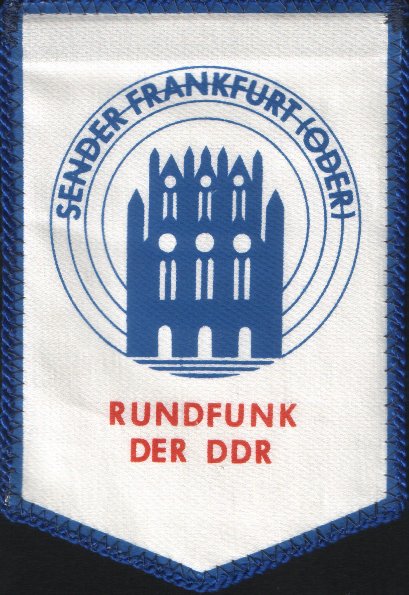 SENDER FRANKFURT (ODER)
RUNDFUNK
DER DDR